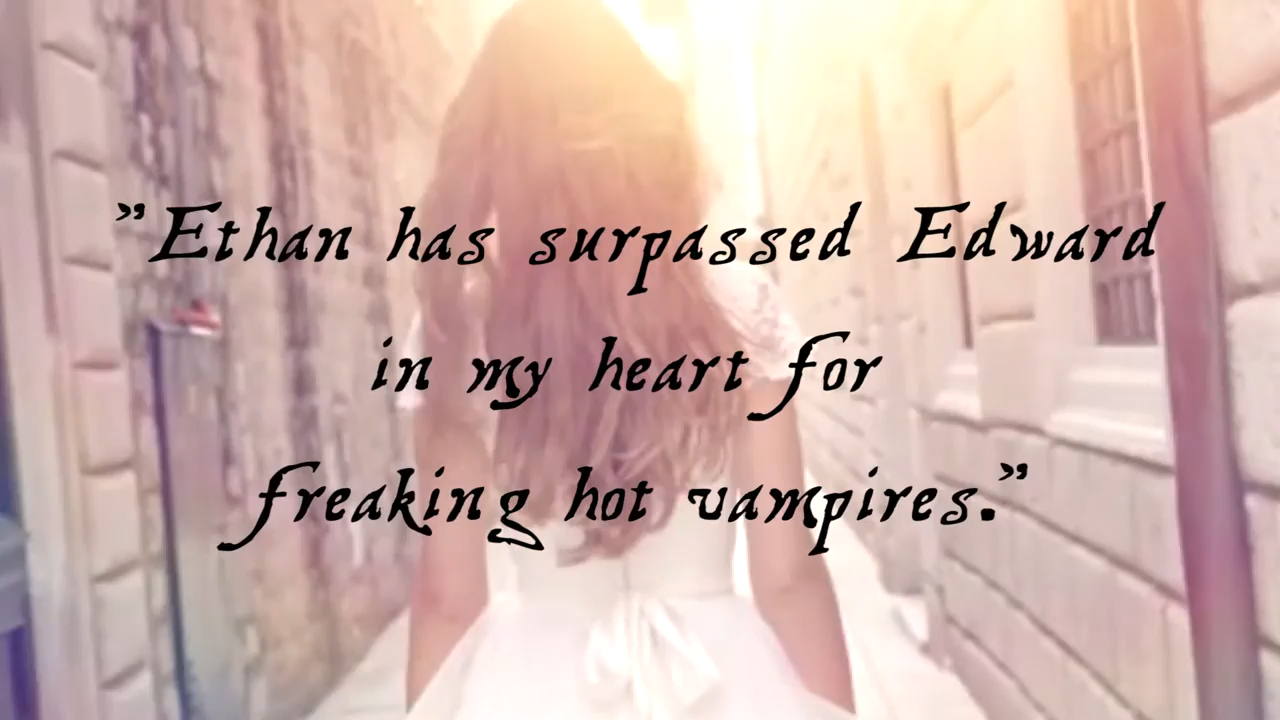 "Ethan has surpassed Edward
in my heart for
freaking hot vampires."